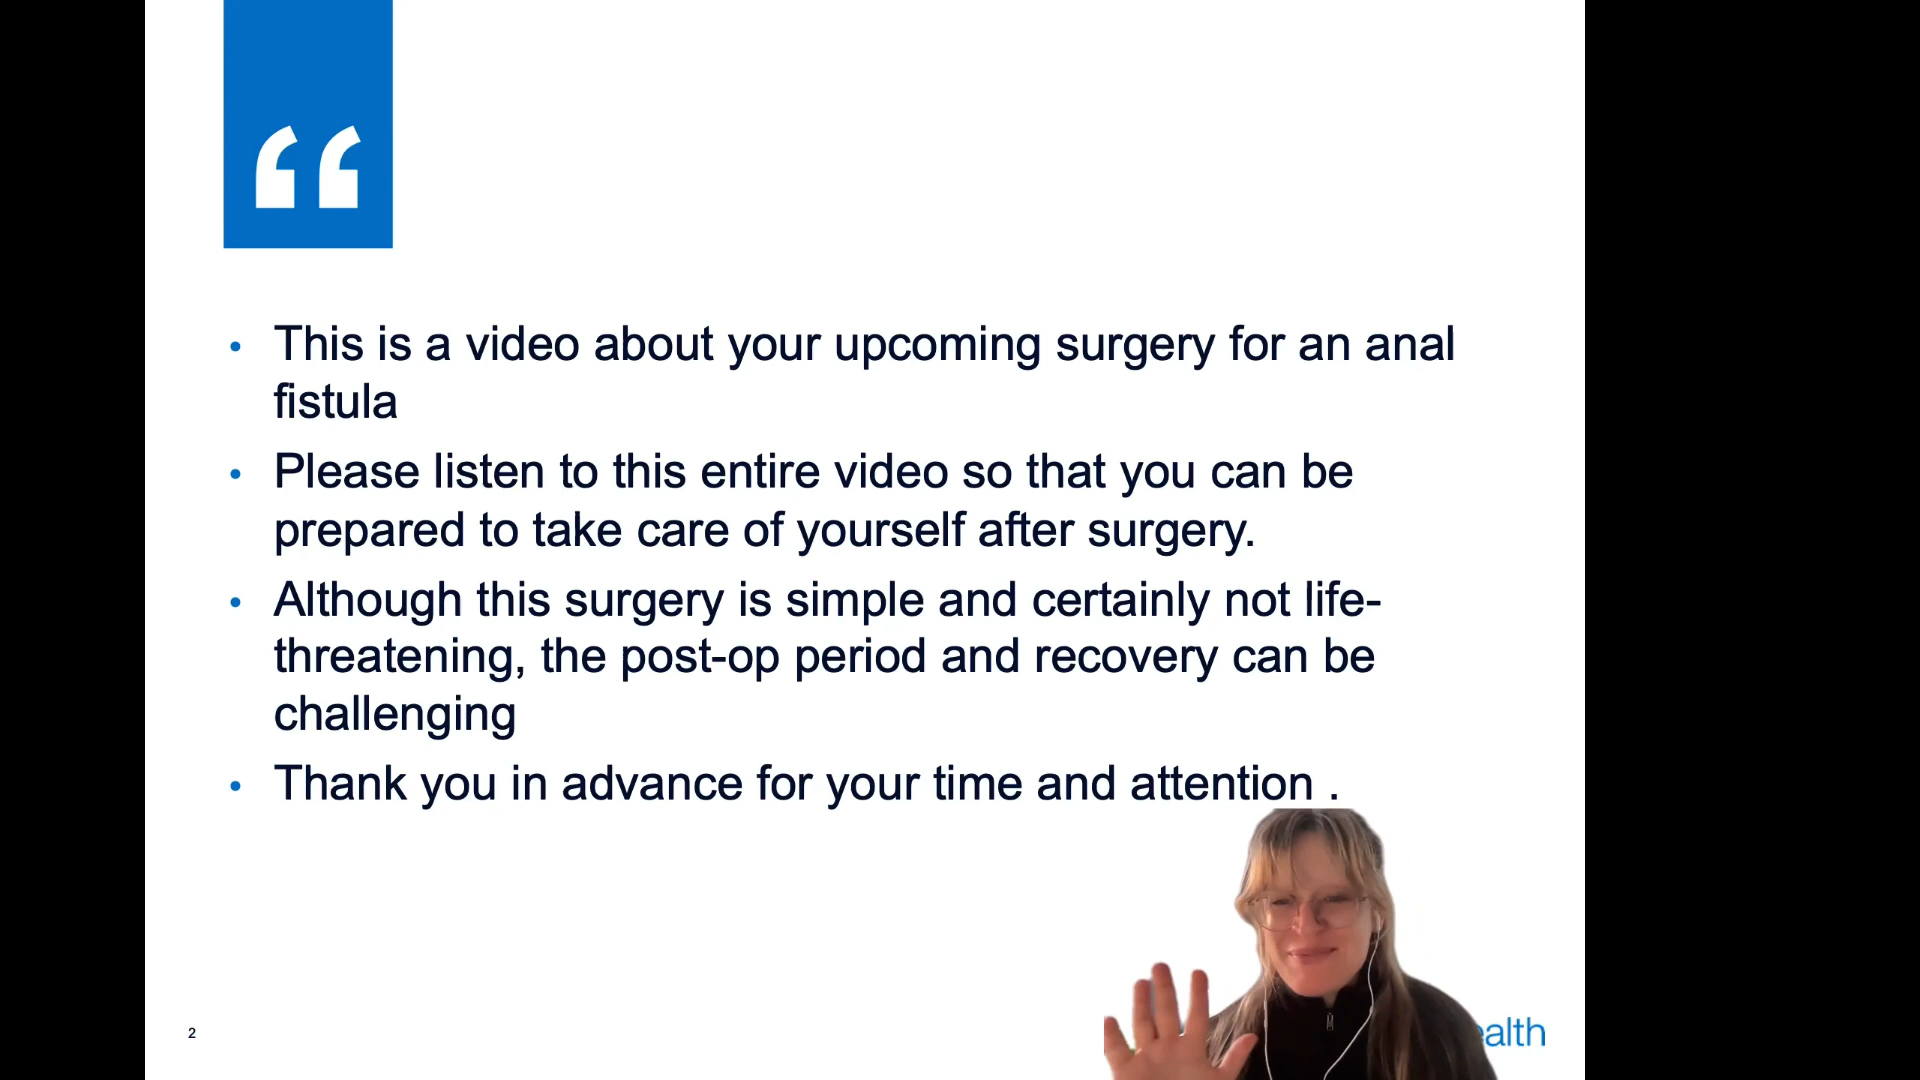 “
• This is a video about your upcoming surgery for an anal
fistula
• Please listen to this entire video so that you can be
prepared to take care of yourself after surgery.
• Although this surgery is simple and certainly not life-
threatening, the post-op period and recovery can be
challenging
• Thank you in advance for your time and attention .
2